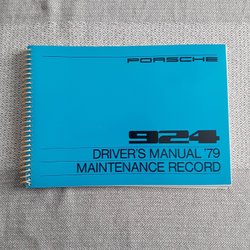 PORSCHE
924
DRIVER'S MANUAL '79
MAINTENANCE RECORD